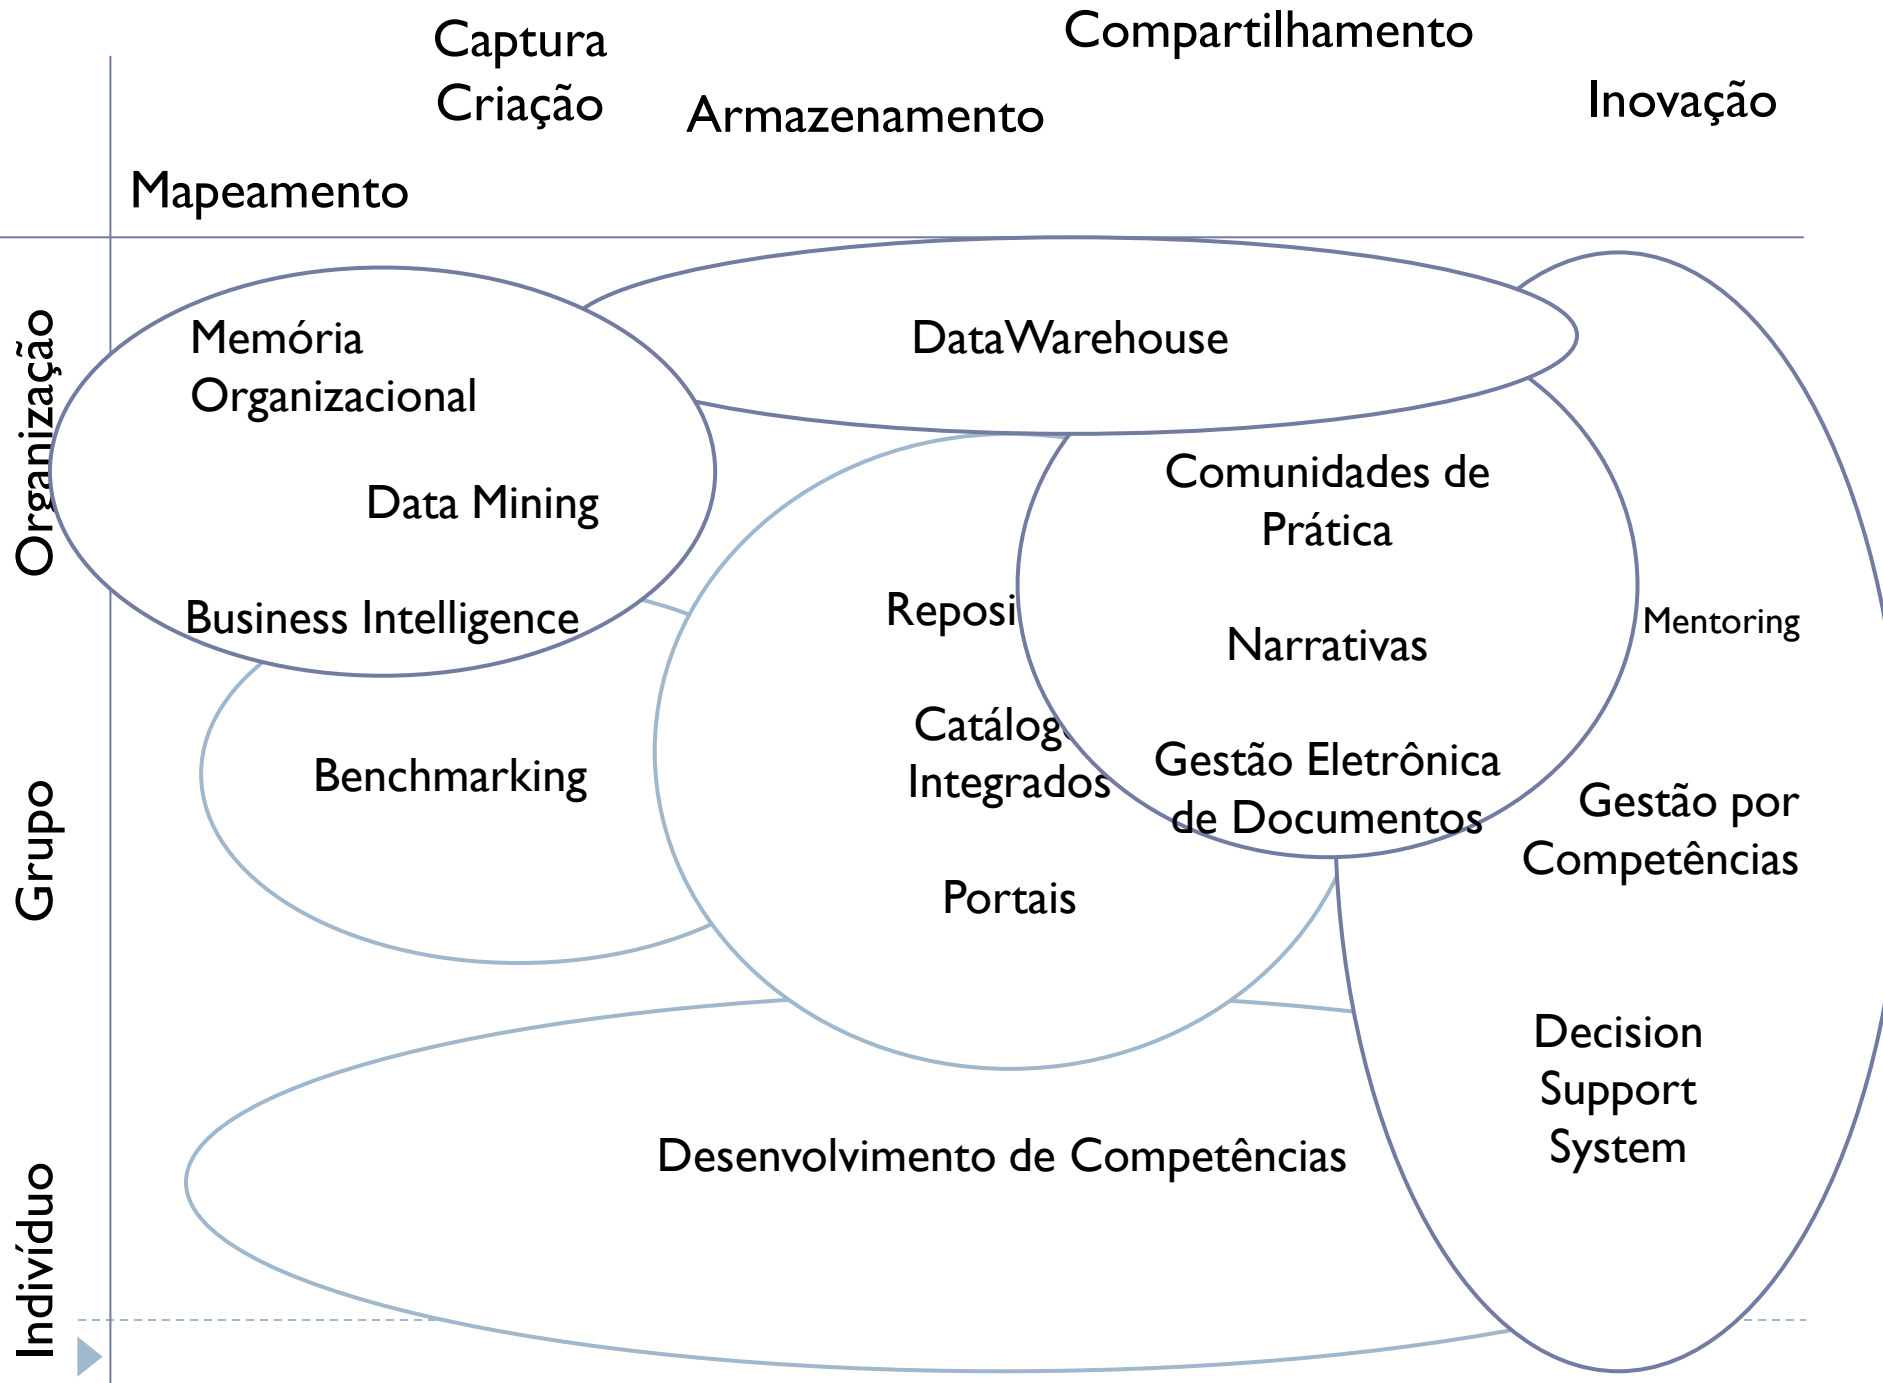 Captura
Criação
Compartilhamento
Armazenamento
Inovação
Mapeamento
Organização
Grupo
Indivíduo
Memória
Organizacional
Data Mining
Business Intelligence
DataWarehouse
Comunidades de
Prática
Narrativas
Gestão Eletrônica
de Documentos
Reposi
Catálog
Integrados
Portais
Mentoring
Benchmarking
Gestão por
Competências
Decision
Support
System
Desenvolvimento de Competências